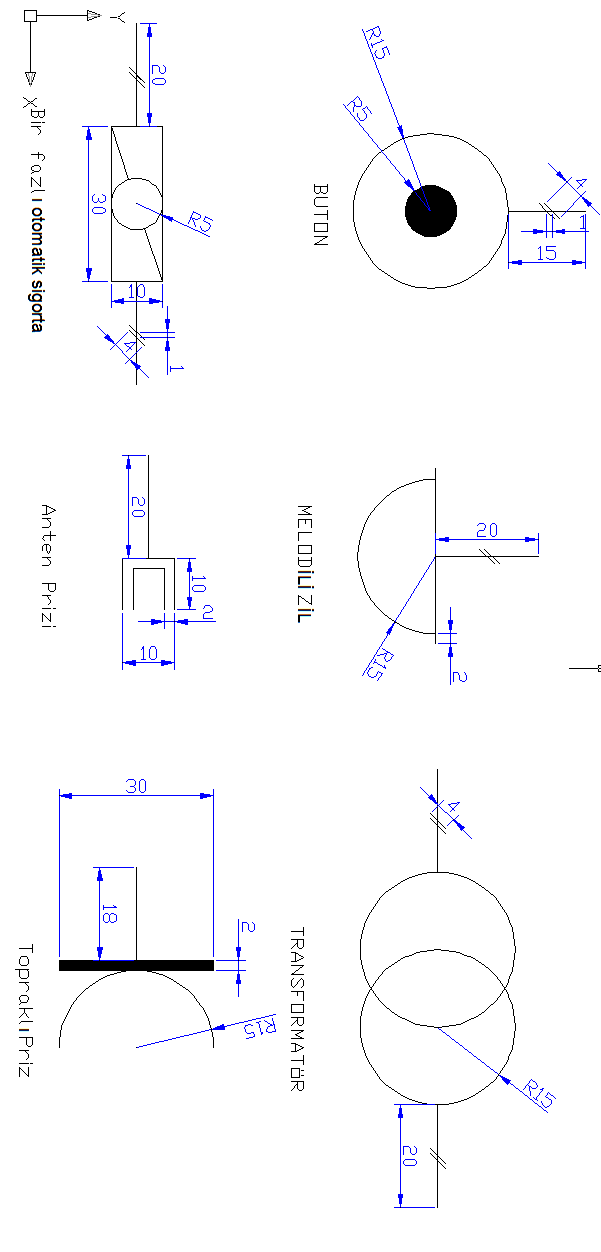 Y
X
20
Bir fazlı otomatik sigorta
30
R5
10
4
1
R15
R5
BUTON
4
1
15
Anten Prizi
20
10
2
10
MELODİLİ ZİL
20
R15
2
30
18
2
R15
Topraklı Priz
4
TRANSFORMATÖR
R15
20